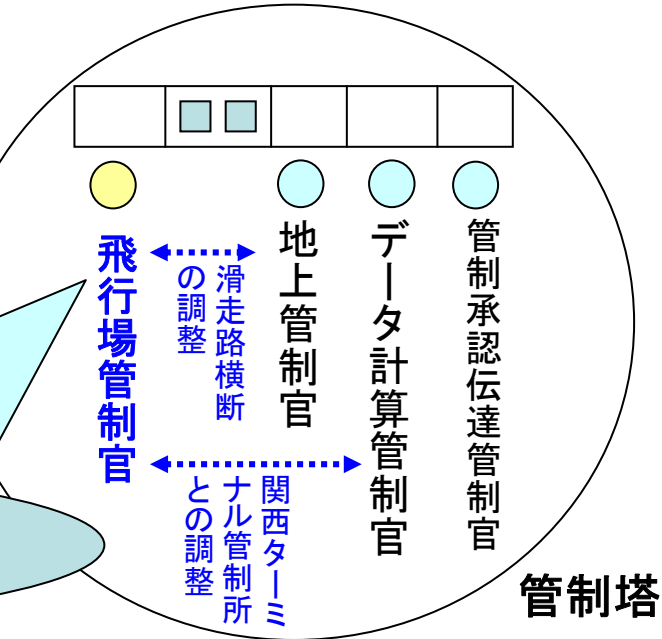 飛行場管制官
滑走路横断
の調整
地上管制官
データ計算管制官
管制承認伝達管制官
関西ターミ
ナル管制所
との調整
管制塔